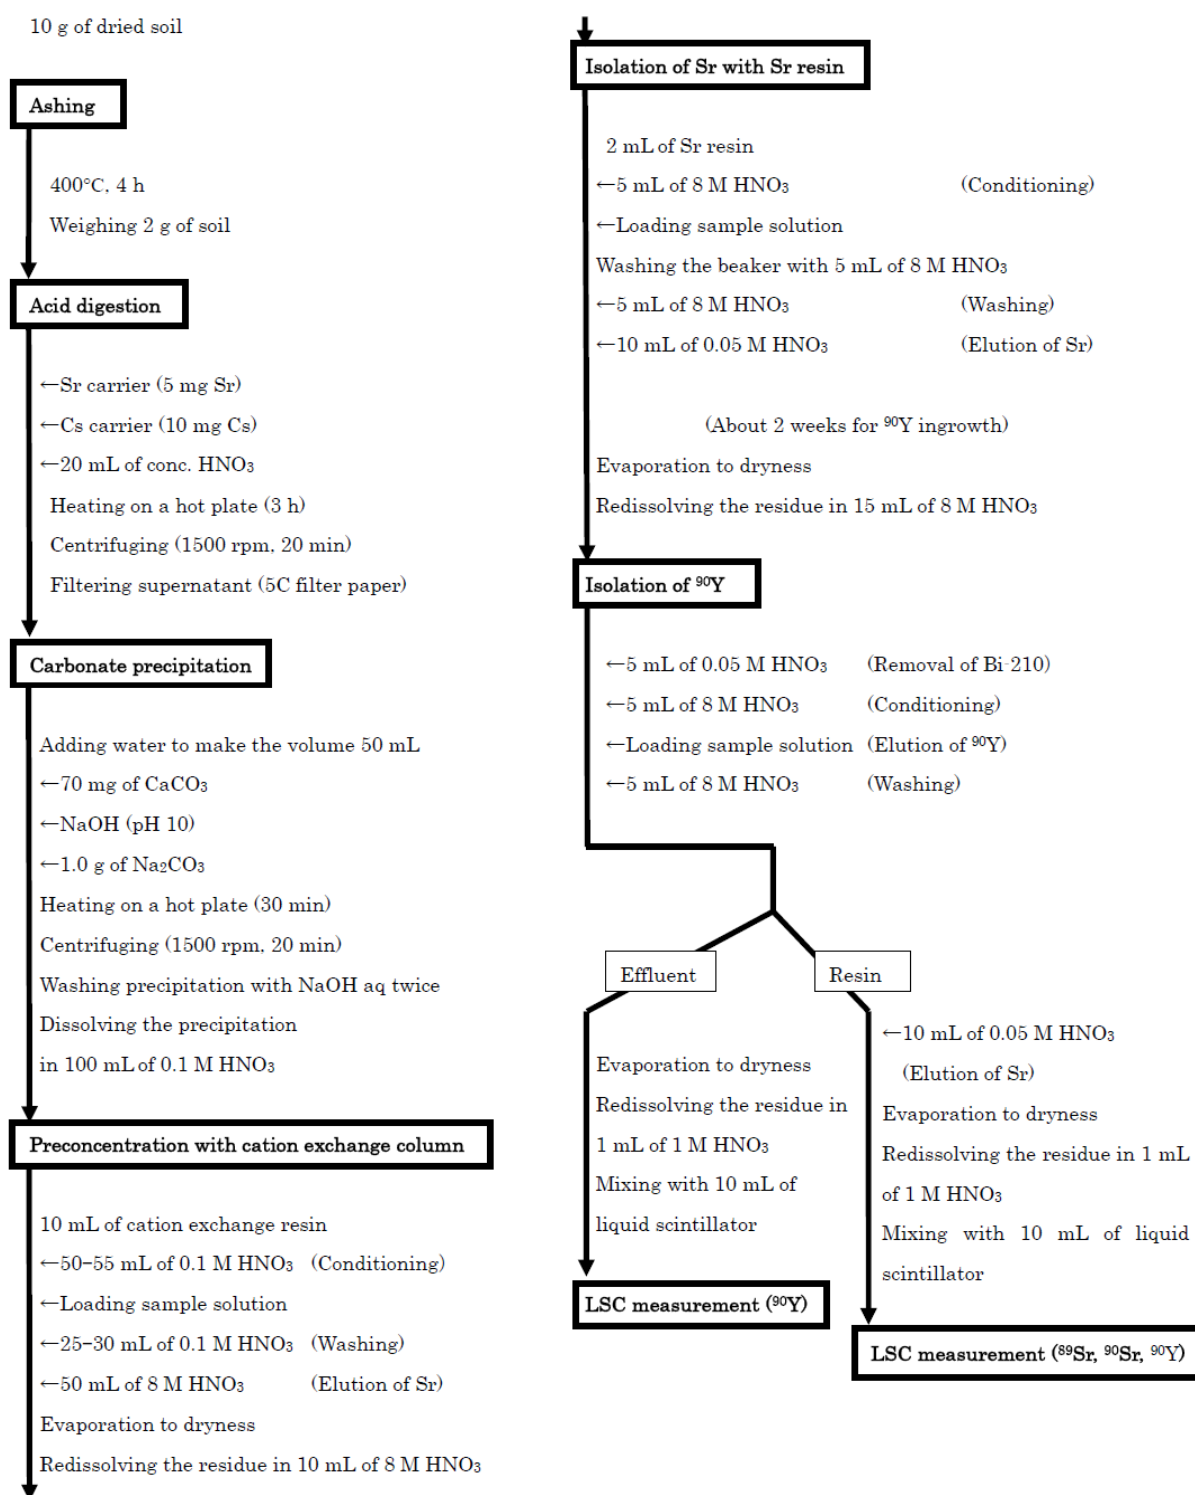 10 g of dried soil
Ashing
400°C, 4 h
Weighing 2 g of soil
Acid digestion
←Sr carrier (5 mg Sr)
←Cs carrier (10 mg Cs)
←20 mL of conc. HNO₃
Heating on a hot plate (3 h)
Centrifuging (1500 rpm, 20 min)
Filtering supernatant (5C filter paper)
Carbonate precipitation
Adding water to make the volume 50 mL
←70 mg of CaCO₃
←NaOH (pH 10)
←1.0 g of Na₂CO₃
Heating on a hot plate (30 min)
Centrifuging (1500 rpm, 20 min)
Washing precipitation with NaOH aq twice
Dissolving the precipitation
in 100 mL of 0.1 M HNO₃
Preconcentration with cation exchange column
10 mL of cation exchange resin
←50−55 mL of 0.1 M HNO₃ (Conditioning)
←Loading sample solution
←25−30 mL of 0.1 M HNO₃ (Washing)
←50 mL of 8 M HNO₃ (Elution of Sr)
Evaporation to dryness
Redissolving the residue in 10 mL of 8 M HNO₃
Isolation of Sr with Sr resin
2 mL of Sr resin
←5 mL of 8 M HNO₃ (Conditioning)
←Loading sample solution
Washing the beaker with 5 mL of 8 M HNO₃
←5 mL of 8 M HNO₃ (Washing)
←10 mL of 0.05 M HNO₃ (Elution of Sr)
(About 2 weeks for ⁹⁰Y ingrowth)
Evaporation to dryness
Redissolving the residue in 15 mL of 8 M HNO₃
Isolation of ⁹⁰Y
←5 mL of 0.05 M HNO₃ (Removal of Bi-210)
←5 mL of 8 M HNO₃ (Conditioning)
←Loading sample solution (Elution of ⁹⁰Y)
←5 mL of 8 M HNO₃ (Washing)
Effluent
Evaporation to dryness
Redissolving the residue in
1 mL of 1 M HNO₃
Mixing with 10 mL of
liquid scintillator
LSC measurement (⁹⁰Y)
Resin
←10 mL of 0.05 M HNO₃
(Elution of Sr)
Evaporation to dryness
Redissolving the residue in 1 mL
of 1 M HNO₃
Mixing with 10 mL of liquid
scintillator
LSC measurement (⁸⁹Sr, ⁹⁰Sr, ⁹⁰Y)